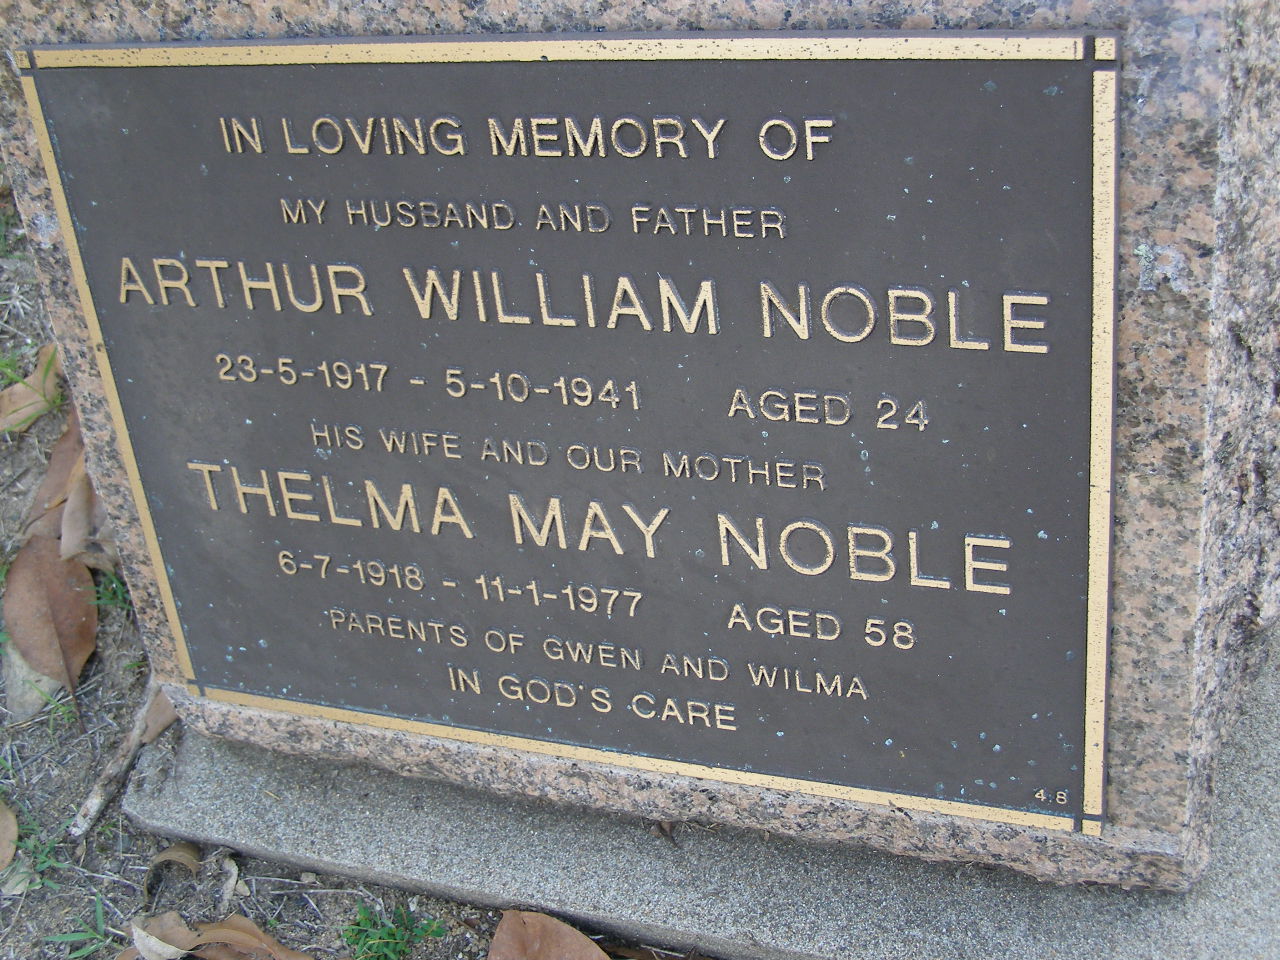 IN LOVING MEMORY OF
MY HUSBAND AND FATHER
ARTHUR WILLIAM NOBLE
23-5-1917 - 5-10-1941 AGED 24
HIS WIFE AND OUR MOTHER
THELMA MAY NOBLE
6-7-1918 - 11-1-1977 AGED 58
PARENTS OF GWEN AND WILMA
IN GOD'S CARE
4.8